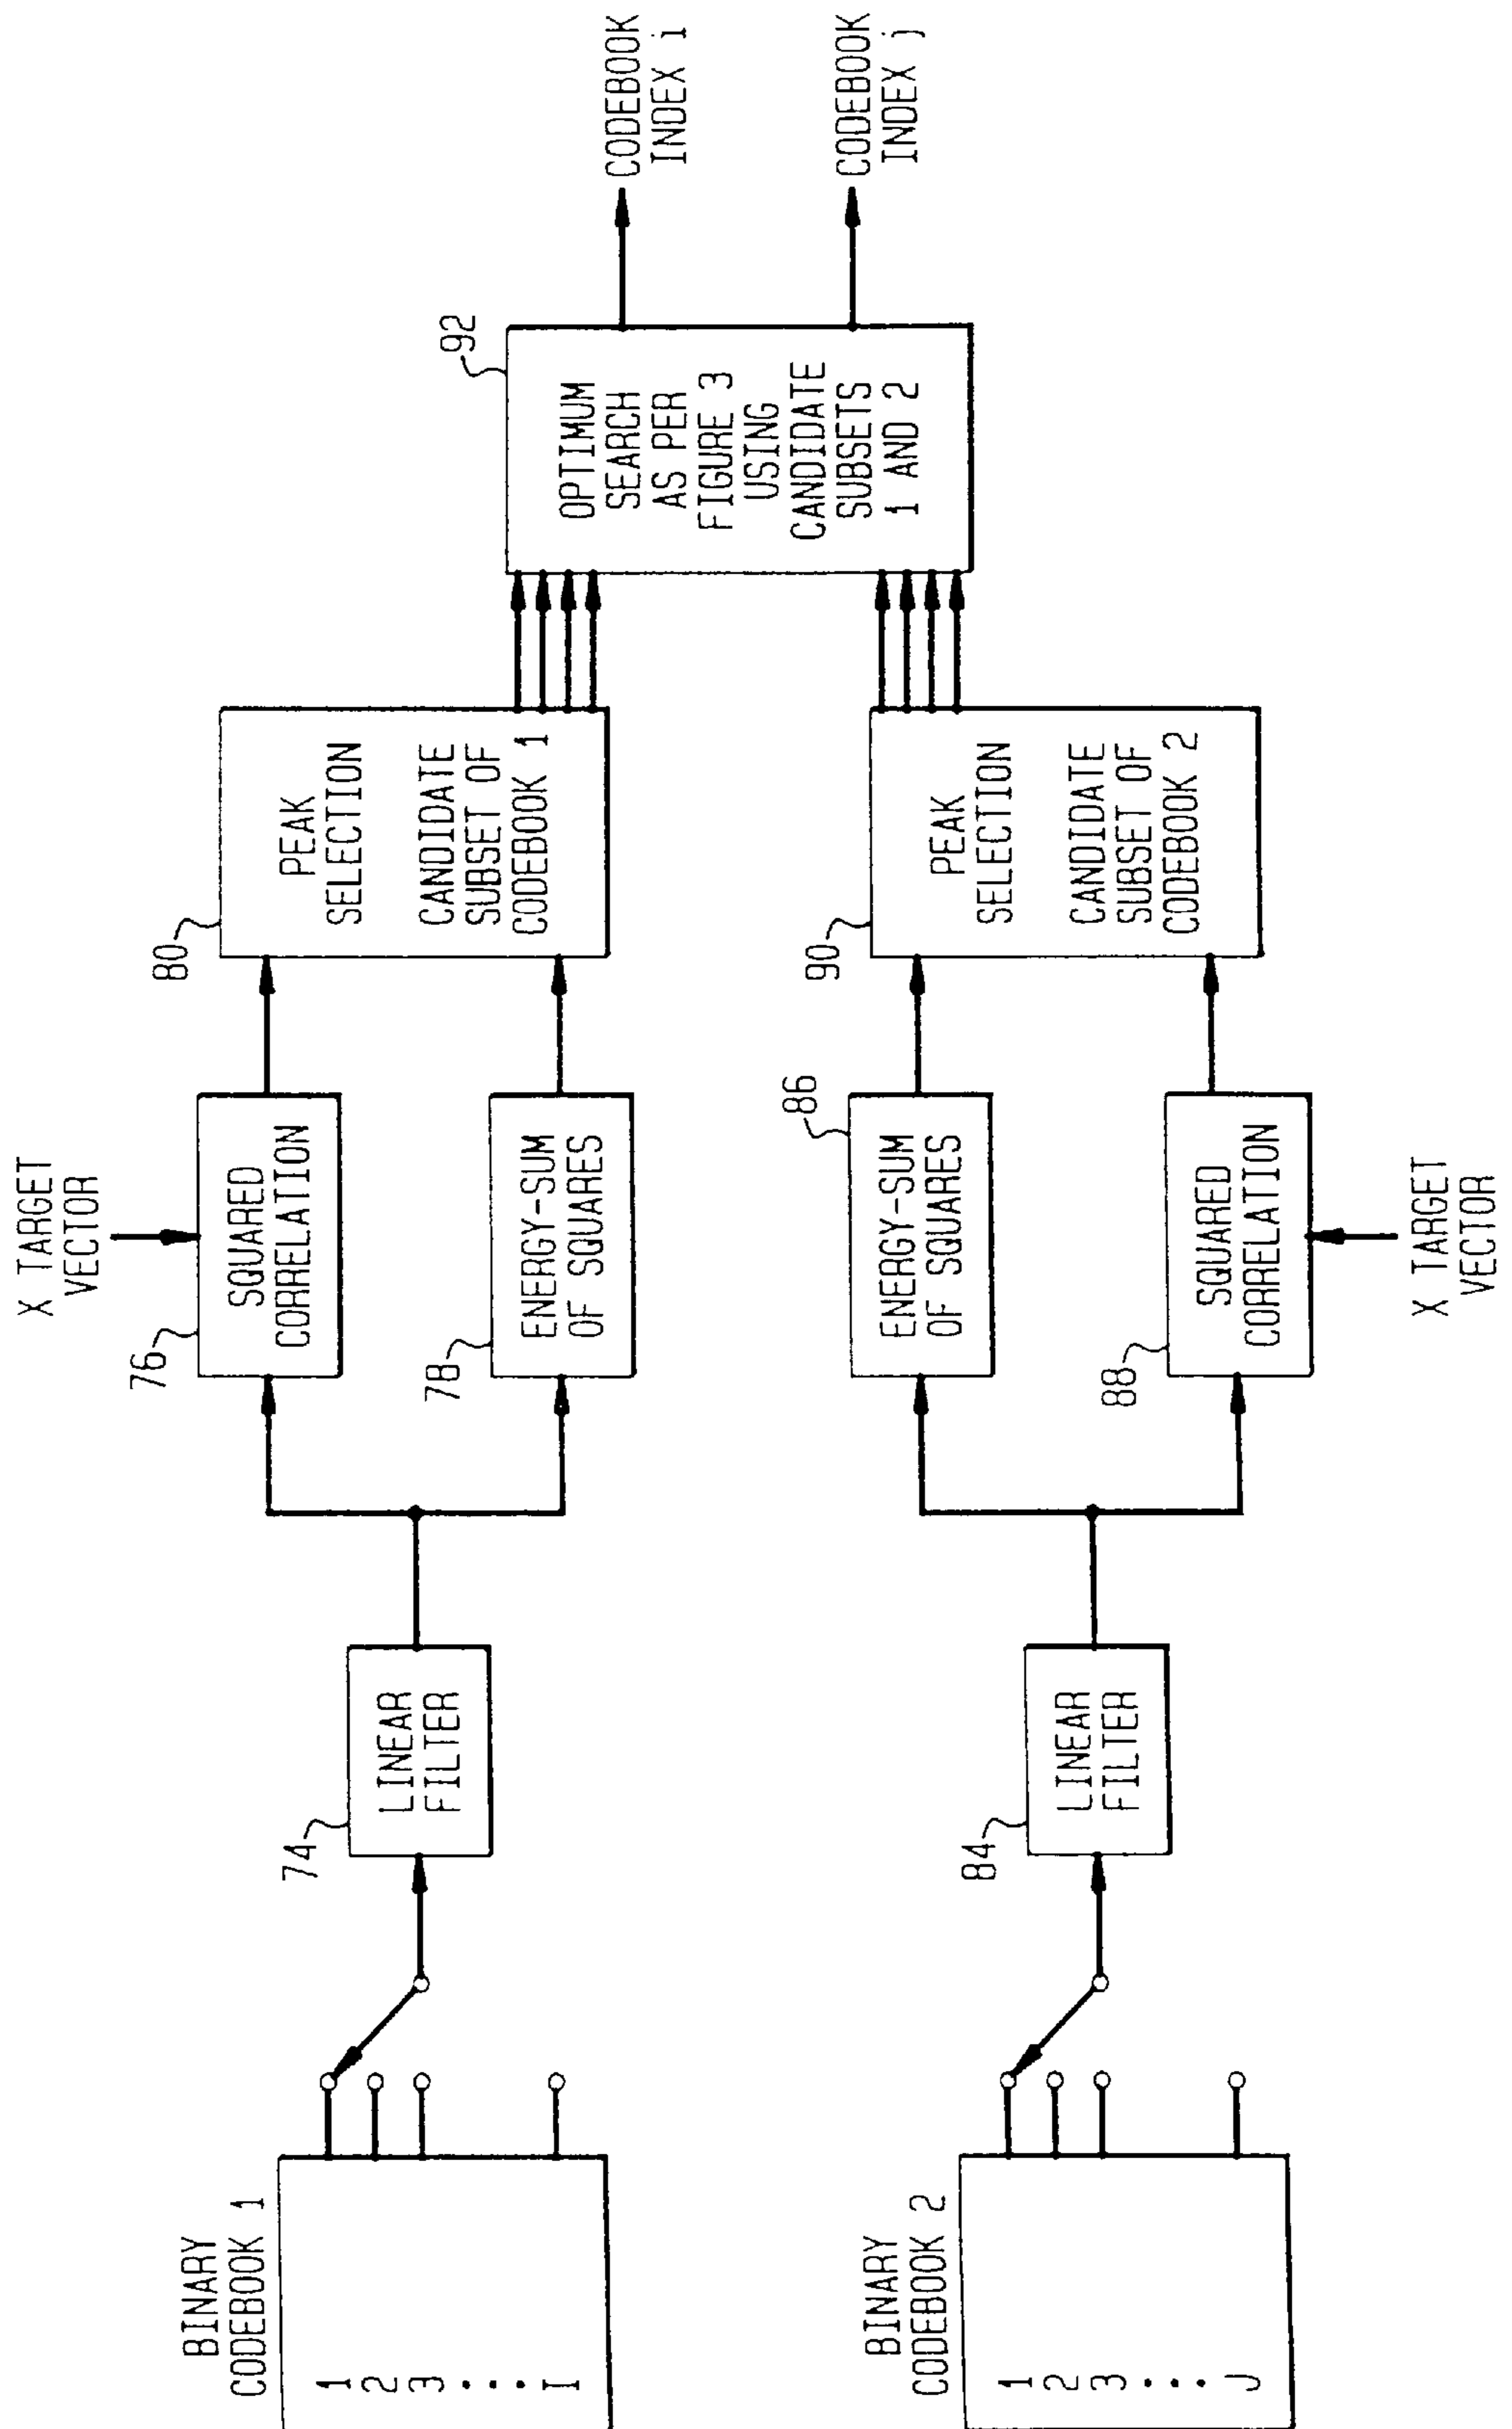 BINARY
CODEBOOK 1
1
2
3
...
I
74
LINEAR
FILTER
X TARGET
VECTOR
76
SQUARED
CORRELATION
78
ENERGY-SUM
OF SQUARES
80
PEAK
SELECTION
CANDIDATE
SUBSET OF
CODEBOOK 1
BINARY
CODEBOOK 2
1
2
3
...
J
84
LINEAR
FILTER
86
ENERGY-SUM
OF SQUARES
88
SQUARED
CORRELATION
X TARGET
VECTOR
90
PEAK
SELECTION
CANDIDATE
SUBSET OF
CODEBOOK 2
92
OPTIMUM
SEARCH
AS PER
FIGURE 3
USING
CANDIDATE
SUBSETS
1 AND 2
CODEBOOK
INDEX i
CODEBOOK
INDEX j